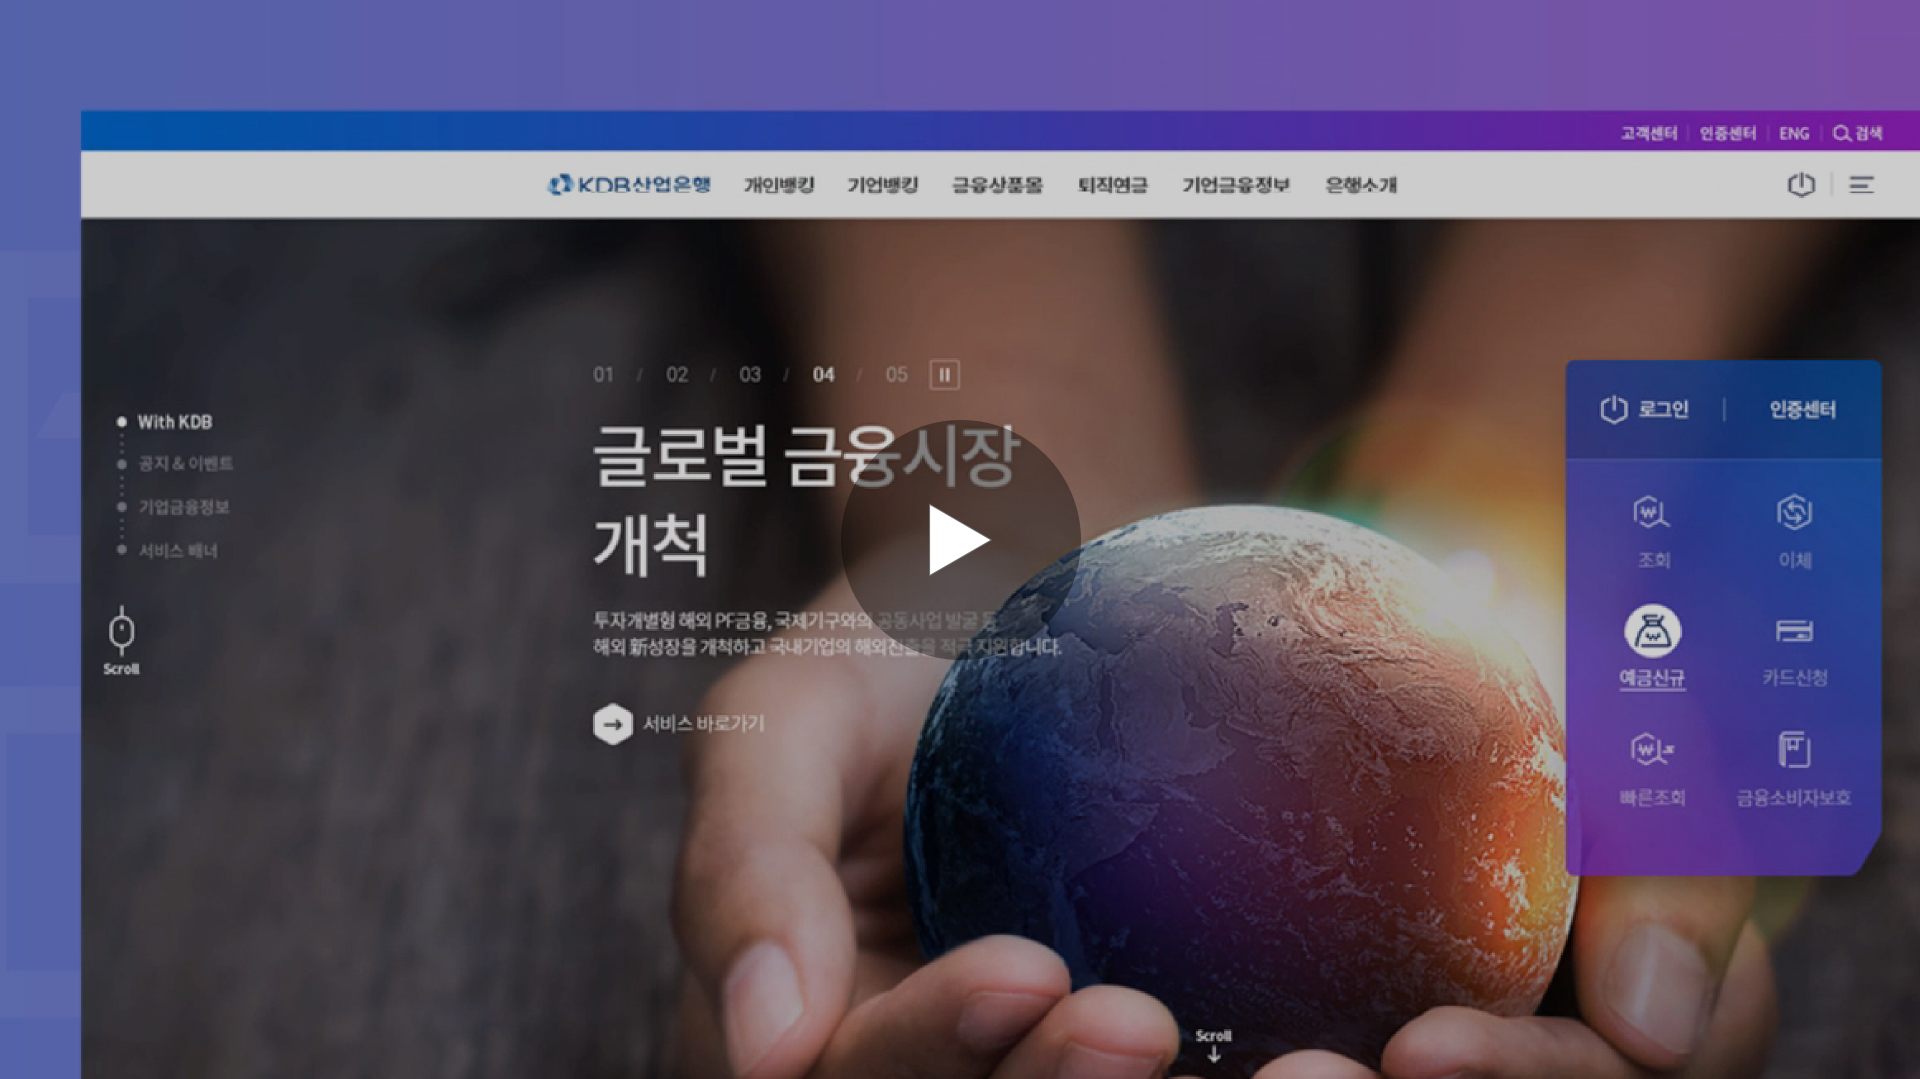 고객센터 인증센터 ENG 검색
KDB산업은행 개인뱅킹 기업뱅킹 금융상품몰 퇴직연금 기업금융정보 은행소개
01 / 02 / 03 / 04 / 05
With KDB
공지 & 이벤트
기업금융정보
서비스 배너
Scroll
글로벌 금융시장
개척
투자개발형 해외 PF금융, 국제기구와의 공동사업 발굴 등
해외 新성장을 개척하고 국내기업의 해외진출을 적극 지원합니다.
서비스 바로가기
로그인 인증센터
조회 이체
예금신규 카드신청
빠른조회 금융소비자보호
Scroll